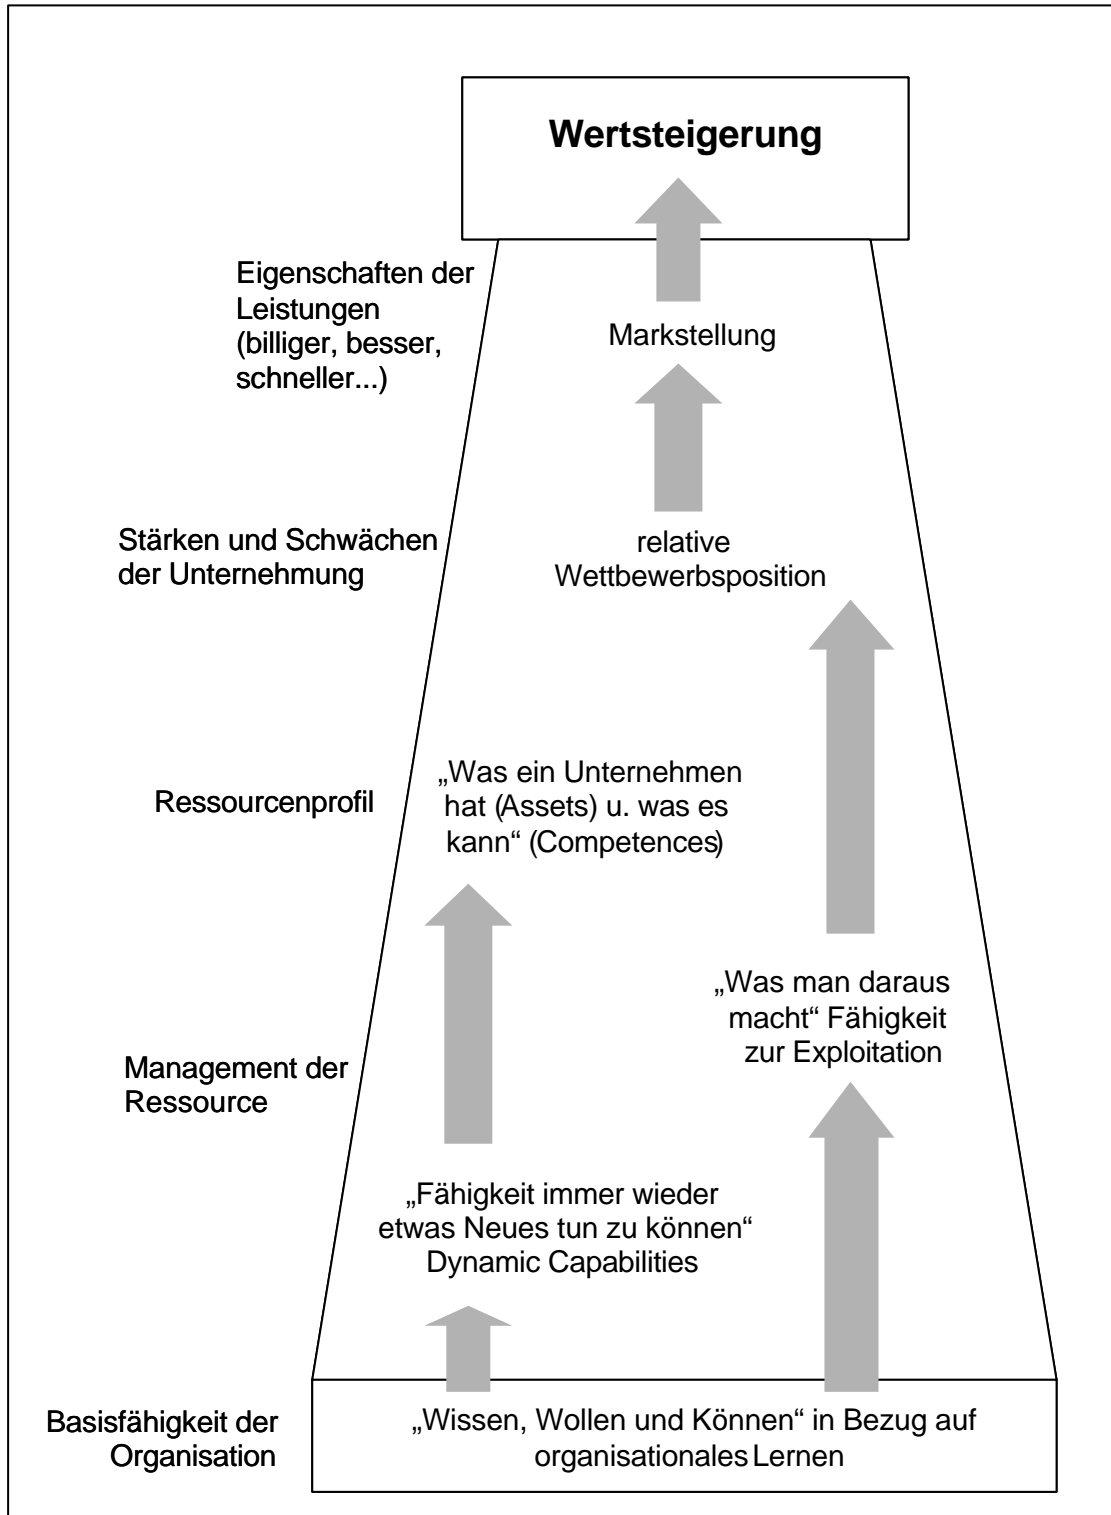 Wertsteigerung
Eigenschaften der
Leistungen
(billiger, besser,
schneller...)
Markstellung
Stärken und Schwächen
der Unternehmung
relative
Wettbewerbsposition
Ressourcenprofil
„Was ein Unternehmen
hat (Assets) u. was es
kann“ (Competences)
„Was man daraus
macht“ Fähigkeit
zur Exploitation
Management der
Ressource
„Fähigkeit immer wieder
etwas Neues tun zu können“
Dynamic Capabilities
Basisfähigkeit der
Organisation
„Wissen, Wollen und Können“ in Bezug auf
organisationales Lernen